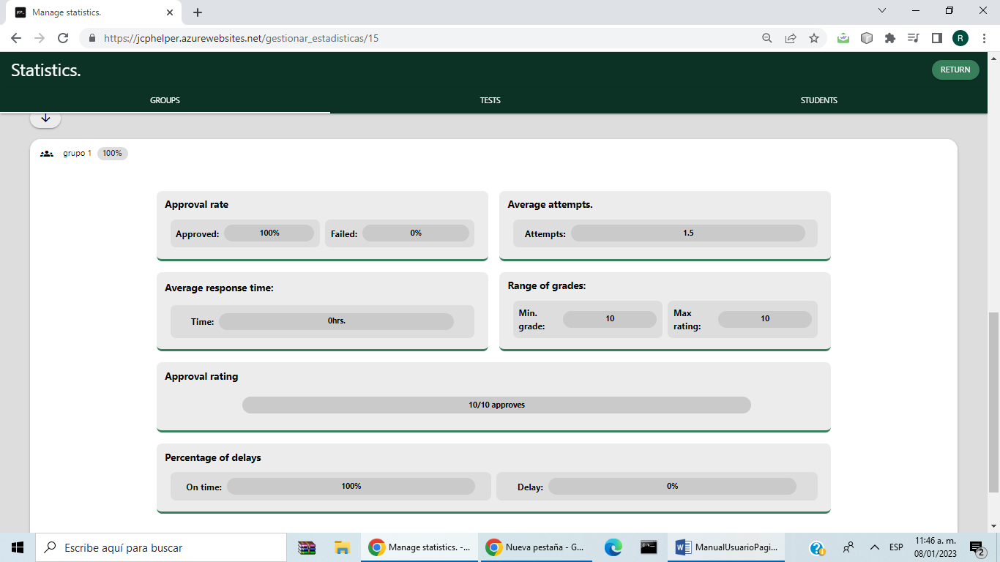 Manage statistics.
https://jcphelper.azurewebsites.net/gestionar_estadisticas/15
R
Statistics.
RETURN
GROUPS
TESTS
STUDENTS
grupo 1 100%
Approval rate
Approved: 100%
Failed: 0%
Average attempts.
Attempts: 1.5
Average response time:
Time: 0hrs.
Range of grades:
Min. grade: 10
Max rating: 10
Approval rating
10/10 approves
Percentage of delays
On time: 100%
Delay: 0%
Escribe aquí para buscar
Manage statistics. -...
Nueva pestaña - G...
ManualUsuarioPagi...
ESP
11:46 a. m.
08/01/2023
2